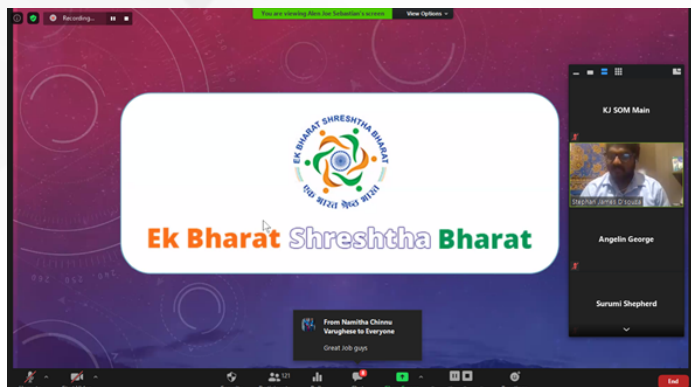 Recording...
You are viewing Alen Joe Sebastian's screen
View Options
EK BHARAT SHRESHTHA BHARAT
एक भारत श्रेष्ठ भारत
Ek Bharat Shreshtha Bharat
KJ SOM Main
Stephan James D'souza
Angelin George
Surumi Shepherd
From Namitha Chinnu
Varughese to Everyone
Great Job guys
121
End